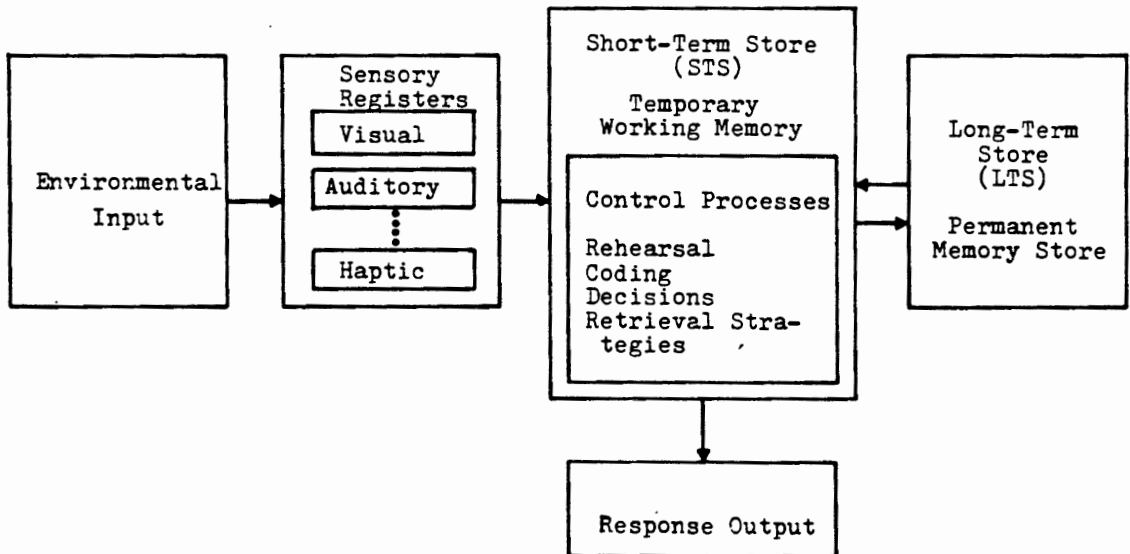 Environmental
Input
Sensory
Registers
Visual
Auditory
Haptic
Short-Term Store
(STS)
Temporary
Working Memory
Control Processes
Rehearsal
Coding
Decisions
Retrieval Stra-
tegies
Long-Term
Store
(LTS)
Permanent
Memory Store
Response Output